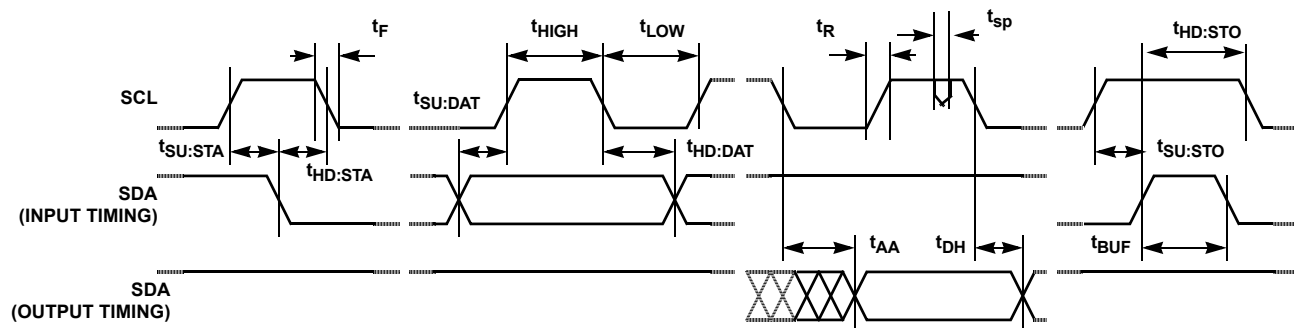 tF
tHIGH
tLOW
tR
tsp
tHD:STO
SCL
tSU:DAT
tSU:STA
tHD:STA
tHD:DAT
tSU:STO
SDA
(INPUT TIMING)
tAA
tDH
tBUF
SDA
(OUTPUT TIMING)